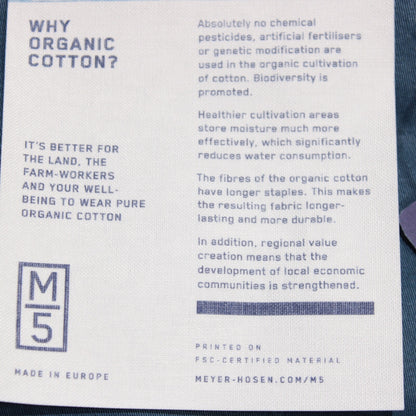 WHY
ORGANIC
COTTON?
IT'S BETTER FOR
THE LAND, THE
FARM-WORKERS
AND YOUR WELL-
BEING TO WEAR PURE
ORGANIC COTTON
M
5
MADE IN EUROPE
Absolutely no chemical
pesticides, artificial fertilisers
or genetic modification are
used in the organic cultivation
of cotton. Biodiversity is
promoted.
Healthier cultivation areas
store moisture much more
effectively, which significantly
reduces water consumption.
The fibres of the organic cotton
have longer staples. This makes
the resulting fabric longer-
lasting and more durable.
In addition, regional value
creation means that the
development of local economic
communities is strengthened.
PRINTED ON
FSC-CERTIFIED MATERIAL
MEYER-HOSEN.COM/M5